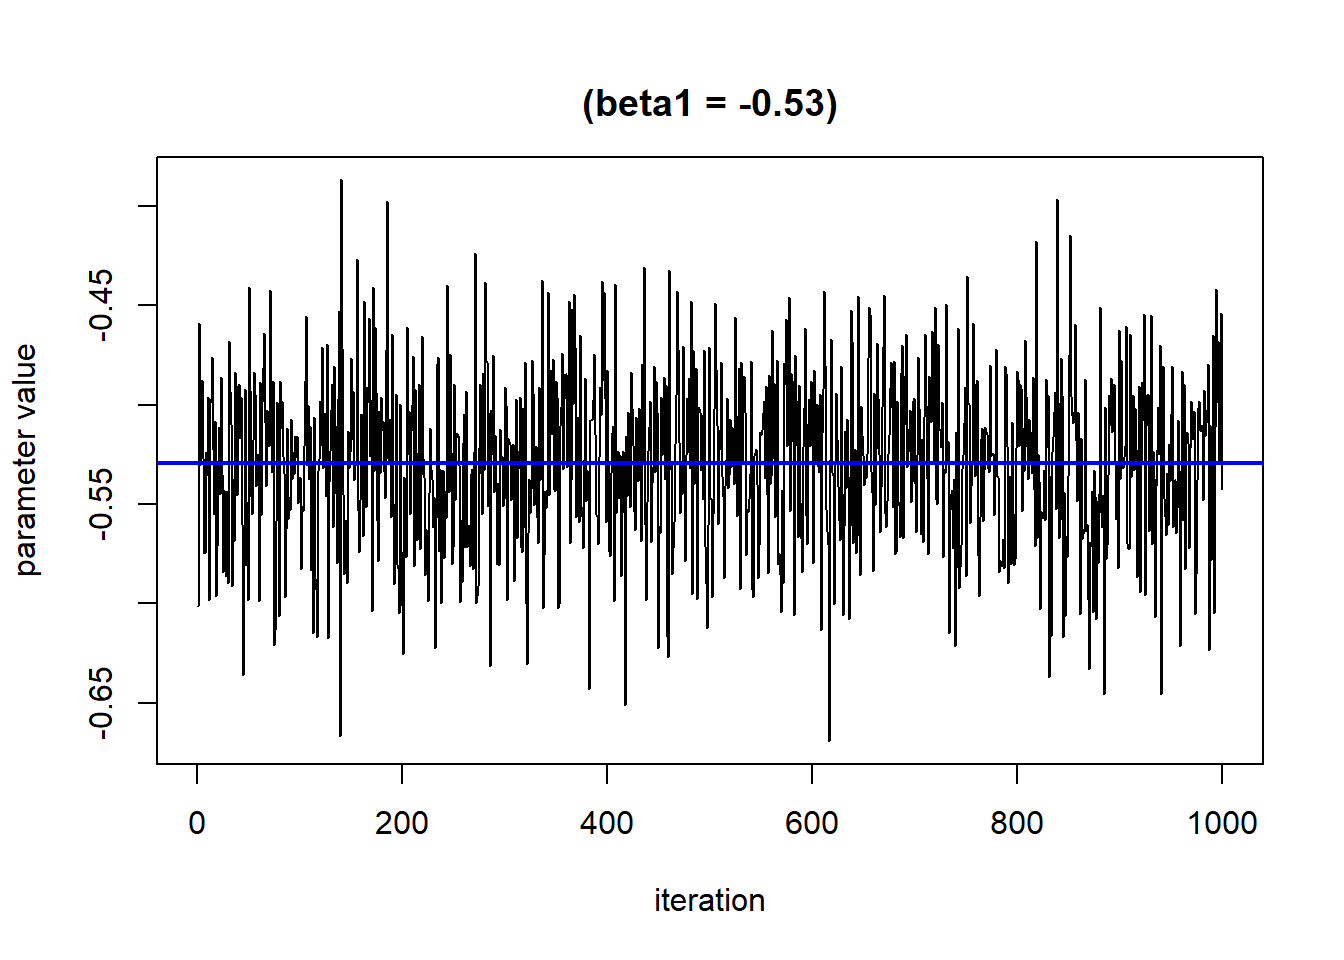 (beta1 = -0.53)
parameter value
-0.45
-0.55
-0.65
0 200 400 600 800 1000
iteration